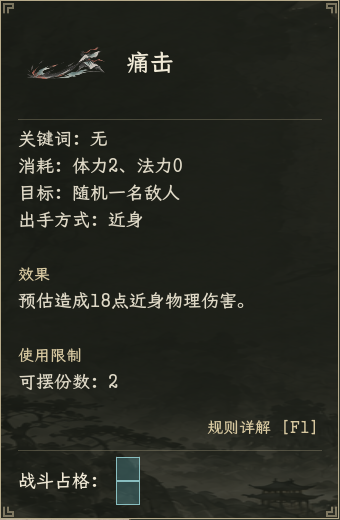 痛击
关键词：无
消耗：体力2、法力0
目标：随机一名敌人
出手方式：近身
效果
预估造成18点近身物理伤害。
使用限制
可摆份数：2
规则详解 [F1]
战斗占格：